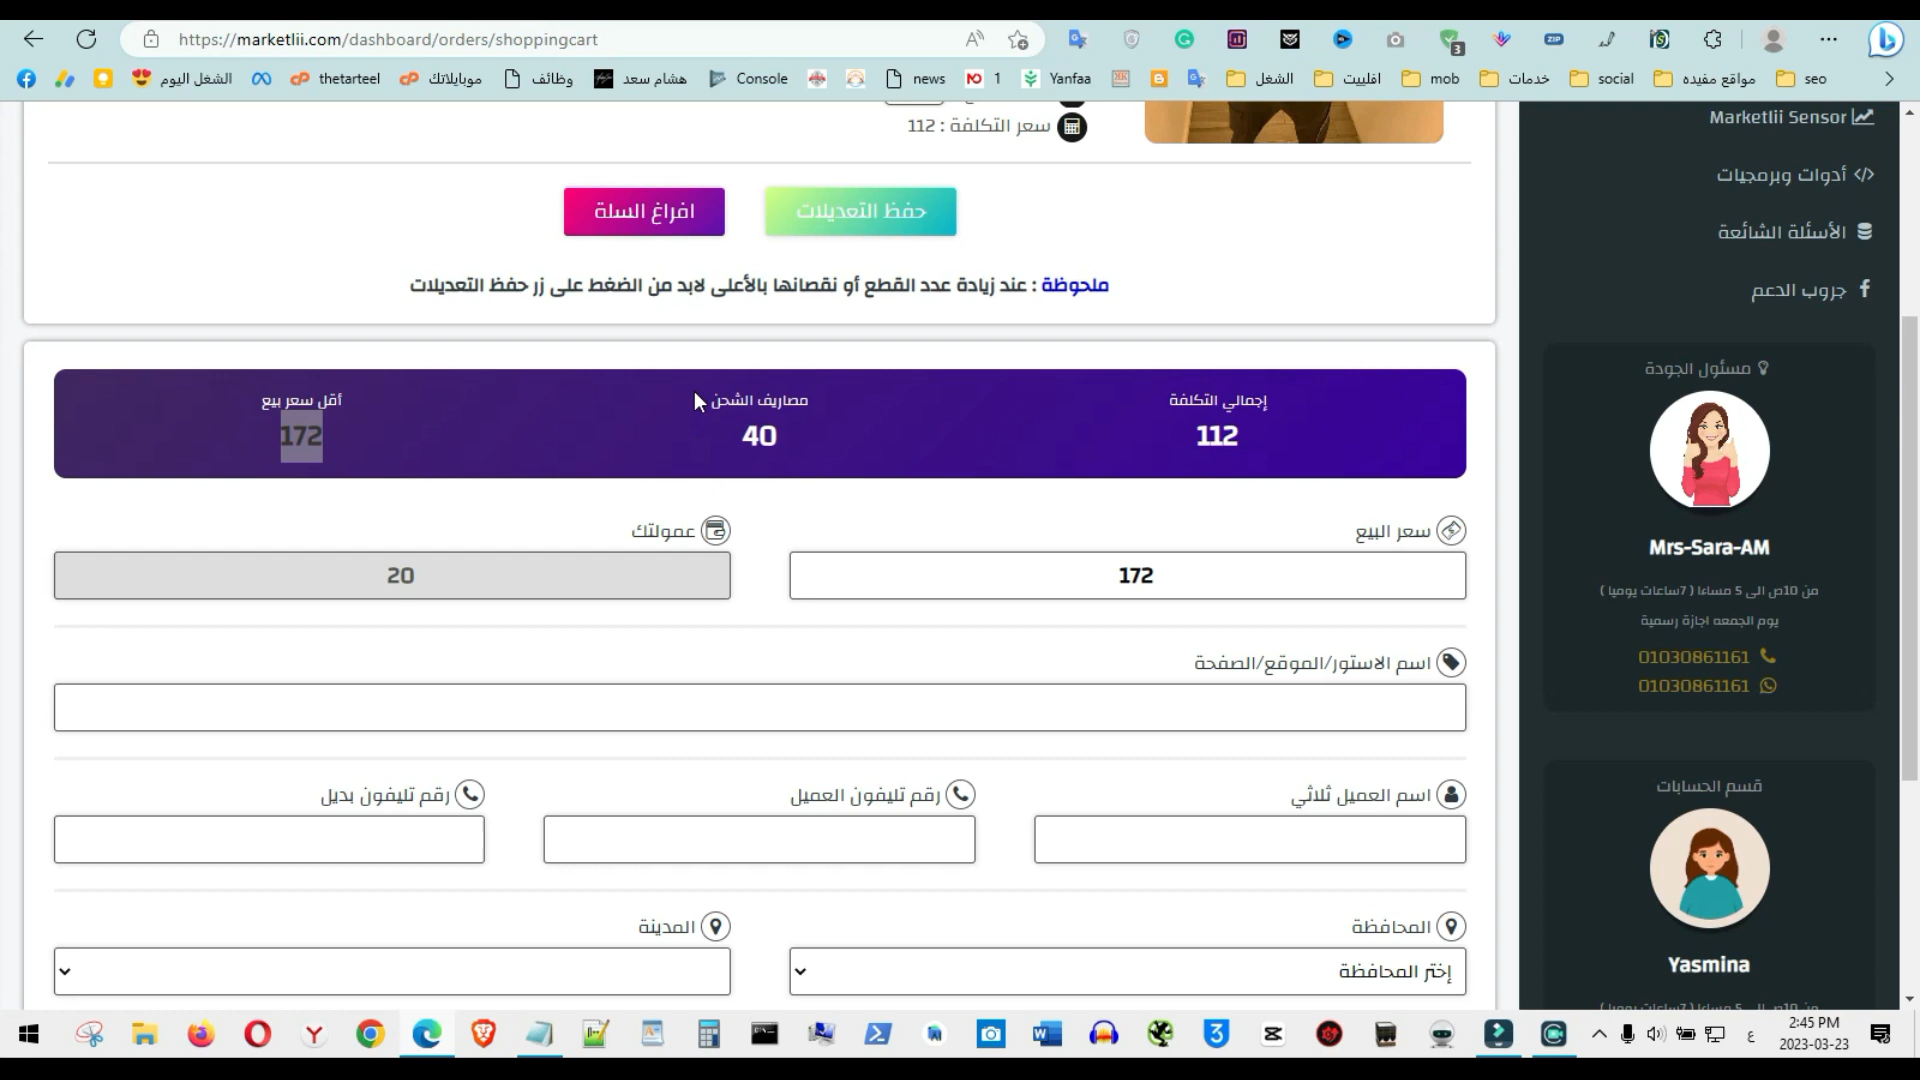 https://marketlii.com/dashboard/orders/shoppingcart
3
ZIP
الشغل اليوم
thetarteel
موبايلاتك
وظائف
هشام سعد
Console
news
1
Yanfaa
الشغل
افلييت
mob
خدمات
social
مواقع مفيده
seo
سعر التكلفة : 112
حفظ التعديلات
افراغ السلة
ملحوظة : عند زيادة عدد القطع أو نقصانها بالأعلى لابد من الضغط على زر حفظ التعديلات
إجمالي التكلفة
112
مصاريف الشحن
40
أقل سعر بيع
172
سعر البيع
172
عمولتك
20
اسم الاستور/الموقع/الصفحة
اسم العميل ثلاثي
رقم تليفون العميل
رقم تليفون بديل
المحافظة
إختر المحافظة
المدينة
Marketlii Sensor
أدوات وبرمجيات
الأسئلة الشائعة
جروب الدعم
مسئول الجودة
Mrs-Sara-AM
من 10ص الى 5 مساءا ( 7ساعات يوميا )
يوم الجمعه اجازة رسمية
01030861161
01030861161
قسم الحسابات
Yasmina
ع
2:45 PM
2023-03-23